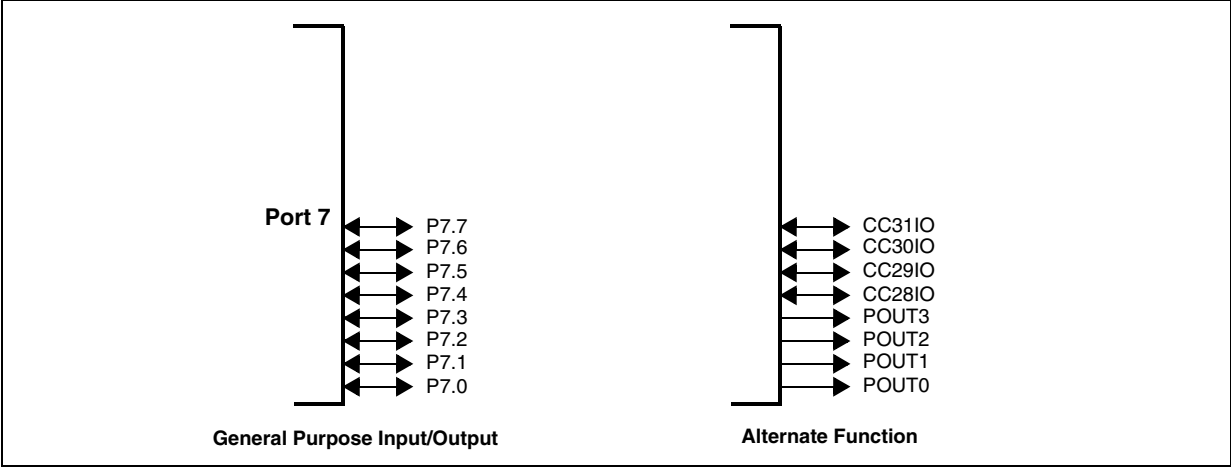 Port 7
P7.7
P7.6
P7.5
P7.4
P7.3
P7.2
P7.1
P7.0
General Purpose Input/Output
CC31IO
CC30IO
CC29IO
CC28IO
POUT3
POUT2
POUT1
POUT0
Alternate Function